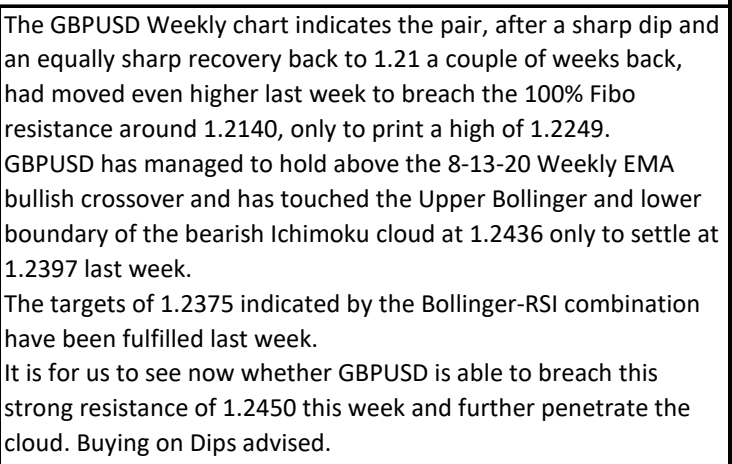 The GBPUSD Weekly chart indicates the pair, after a sharp dip and
an equally sharp recovery back to 1.21 a couple of weeks back,
had moved even higher last week to breach the 100% Fibo
resistance around 1.2140, only to print a high of 1.2249.
GBPUSD has managed to hold above the 8-13-20 Weekly EMA
bullish crossover and has touched the Upper Bollinger and lower
boundary of the bearish Ichimoku cloud at 1.2436 only to settle at
1.2397 last week.
The targets of 1.2375 indicated by the Bollinger-RSI combination
have been fulfilled last week.
It is for us to see now whether GBPUSD is able to breach this
strong resistance of 1.2450 this week and further penetrate the
cloud. Buying on Dips advised.